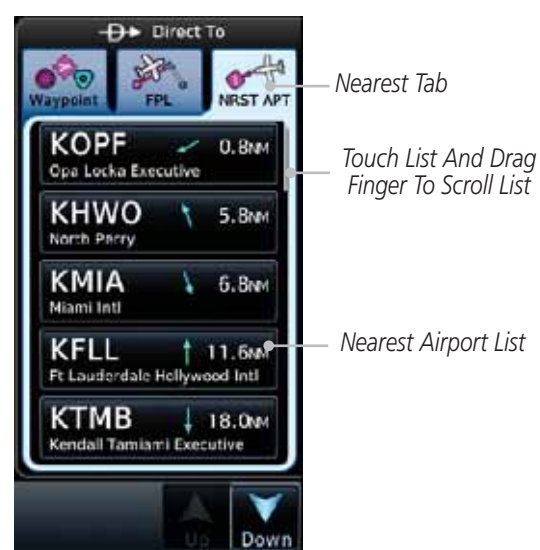 Direct To
Waypoint FPL NRST APT
Nearest Tab
KOPF 0.8NM
Opa Locka Executive
Touch List And Drag
Finger To Scroll List
KHWO 5.8NM
North Perry
KMIA 6.8NM
Miami Intl
KFLL 11.6NM
Ft Lauderdale Hollywood Intl
Nearest Airport List
KTMB 18.0NM
Kendall Tamiami Executive
Up Down